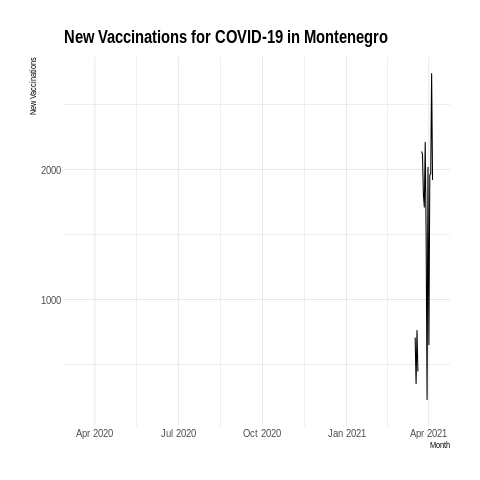 New Vaccinations for COVID-19 in Montenegro
New Vaccinations
2000
1000
Apr 2020
Jul 2020
Oct 2020
Jan 2021
Apr 2021
Month